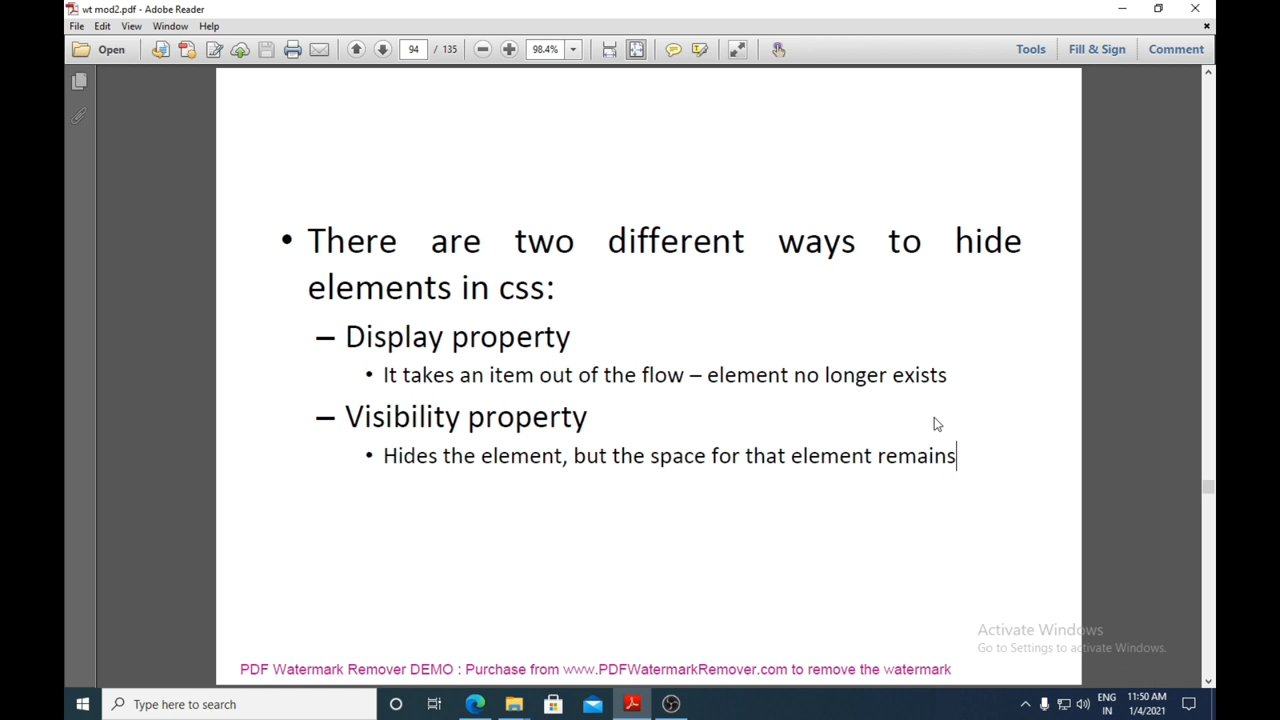 wt mod2.pdf - Adobe Reader
File Edit View Window Help
Open 94 / 135 98.4% Tools Fill & Sign Comment
• There are two different ways to hide
elements in css:
– Display property
• It takes an item out of the flow – element no longer exists
– Visibility property
• Hides the element, but the space for that element remains
Activate Windows
Go to Settings to activate Windows.
PDF Watermark Remover DEMO : Purchase from www.PDFWatermarkRemover.com to remove the watermark
Type here to search
ENG 11:50 AM
IN 1/4/2021